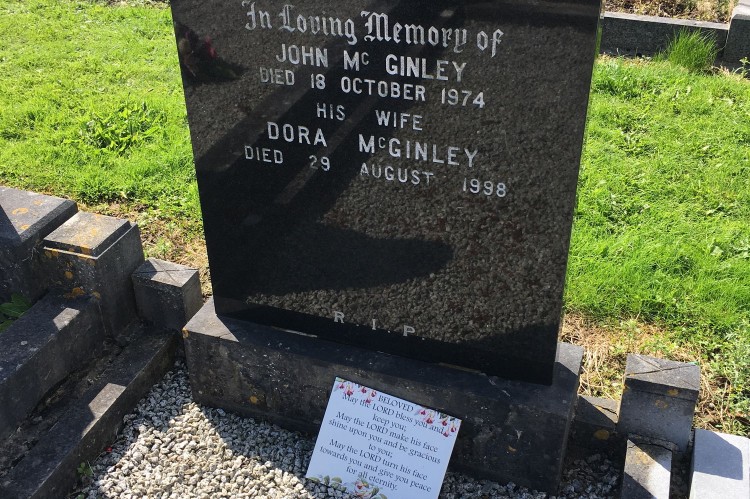 In Loving Memory of
JOHN Mc GINLEY
DIED 18 OCTOBER 1974
HIS WIFE
DORA McGINLEY
DIED 29 AUGUST 1998
R.I.P.
BELOVED
May the LORD bless you and
keep you;
May the LORD make his face
shine upon you and be gracious
to you;
May the LORD turn his face
towards you and give you peace
for all eternity.